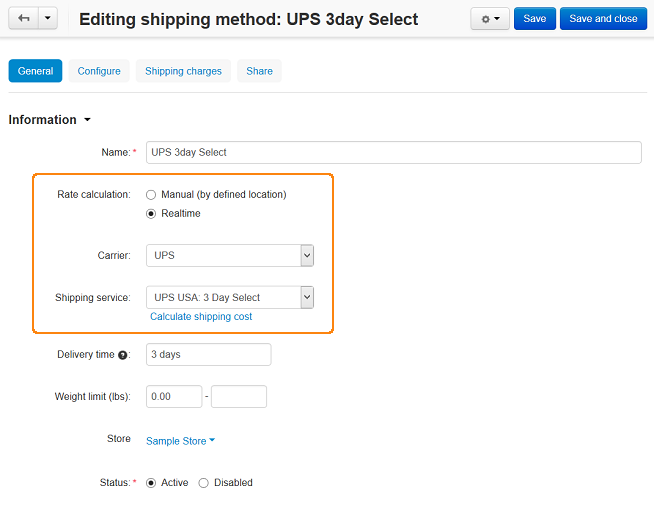 Editing shipping method: UPS 3day Select
Save
Save and close
General
Configure
Shipping charges
Share
Information
Name: *
UPS 3day Select
Rate calculation:
Manual (by defined location)
Realtime
Carrier:
UPS
Shipping service:
UPS USA: 3 Day Select
Calculate shipping cost
Delivery time ?:
3 days
Weight limit (lbs):
0.00 -
Store
Sample Store
Status: *
Active
Disabled